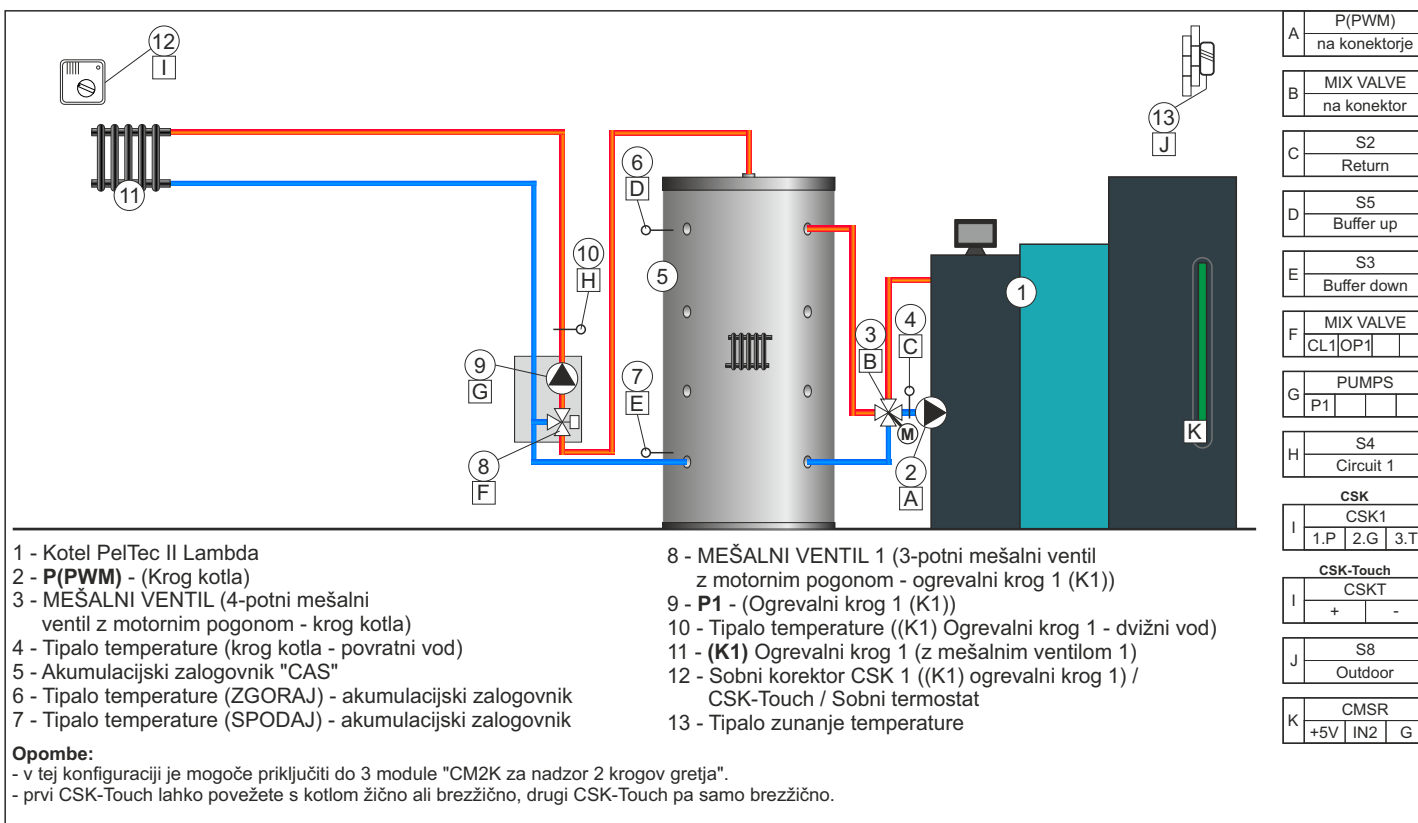 12
I
11
10
H
9
G
8
F
6
D
5
7
E
3
B
4
C
M
2
A
1
13
J
K
A
P(PWM)
na konektorje
B
MIX VALVE
na konektor
C
S2
Return
D
S5
Buffer up
E
S3
Buffer down
F
MIX VALVE
CL1 OP1
G
PUMPS
P1
H
S4
Circuit 1
CSK
I
CSK1
1.P 2.G 3.T
CSK-Touch
I
CSKT
+ -
J
S8
Outdoor
K
CMSR
+5V IN2 G
1 - Kotel PelTec II Lambda
2 - P(PWM) - (Krog kotla)
3 - MEŠALNI VENTIL (4-potni mešalni
ventil z motornim pogonom - krog kotla)
4 - Tipalo temperature (krog kotla - povratni vod)
5 - Akumulacijski zalogovnik "CAS"
6 - Tipalo temperature (ZGORAJ) - akumulacijski zalogovnik
7 - Tipalo temperature (SPODAJ) - akumulacijski zalogovnik
8 - MEŠALNI VENTIL 1 (3-potni mešalni ventil
z motornim pogonom - ogrevalni krog 1 (K1))
9 - P1 - (Ogrevalni krog 1 (K1))
10 - Tipalo temperature ((K1) Ogrevalni krog 1 - dvižni vod)
11 - (K1) Ogrevalni krog 1 (z mešalnim ventilom 1)
12 - Sobni korektor CSK 1 ((K1) ogrevalni krog 1) /
CSK-Touch / Sobni termostat
13 - Tipalo zunanje temperature
Opombe:
- v tej konfiguraciji je mogoče priključiti do 3 module "CM2K za nadzor 2 krogov gretja".
- prvi CSK-Touch lahko povežete s kotlom žično ali brezžično, drugi CSK-Touch pa samo brezžično.